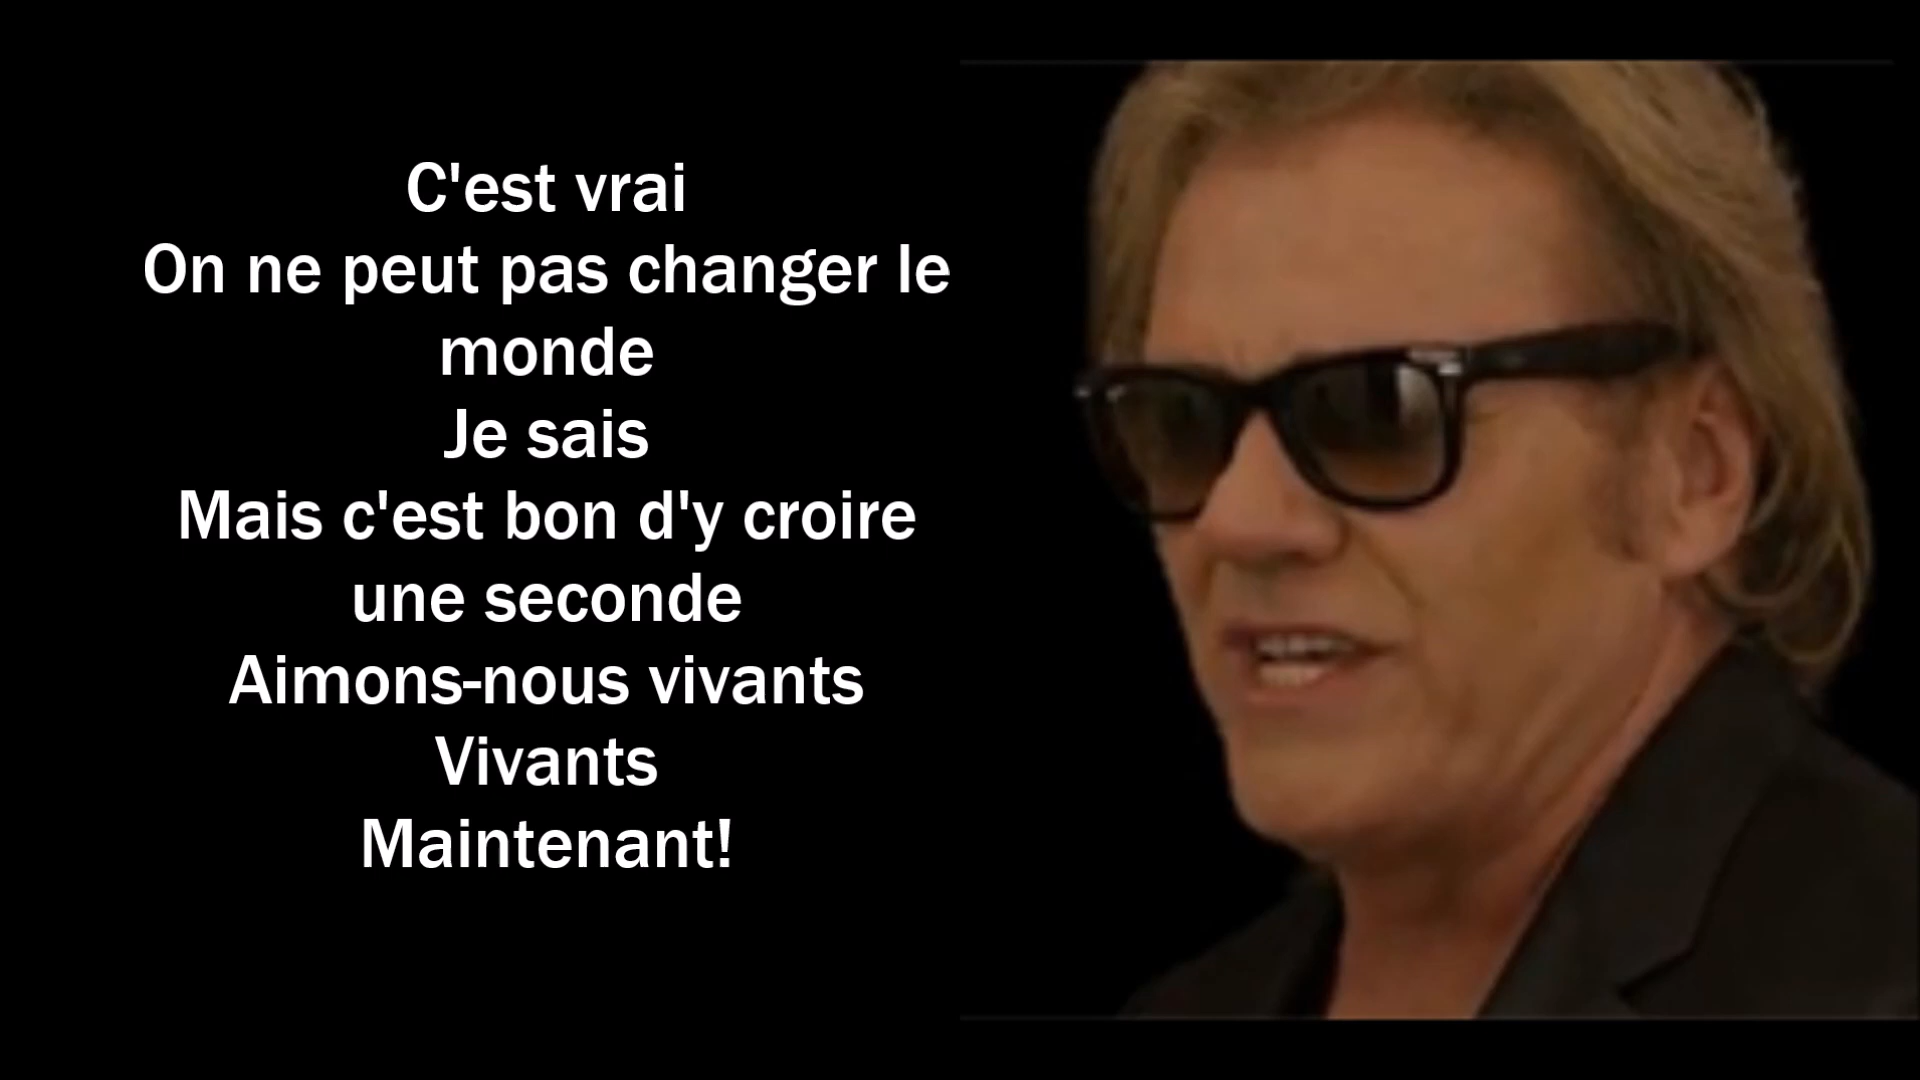 C'est vrai
On ne peut pas changer le
monde
Je sais
Mais c'est bon d'y croire
une seconde
Aimons-nous vivants
Vivants
Maintenant!